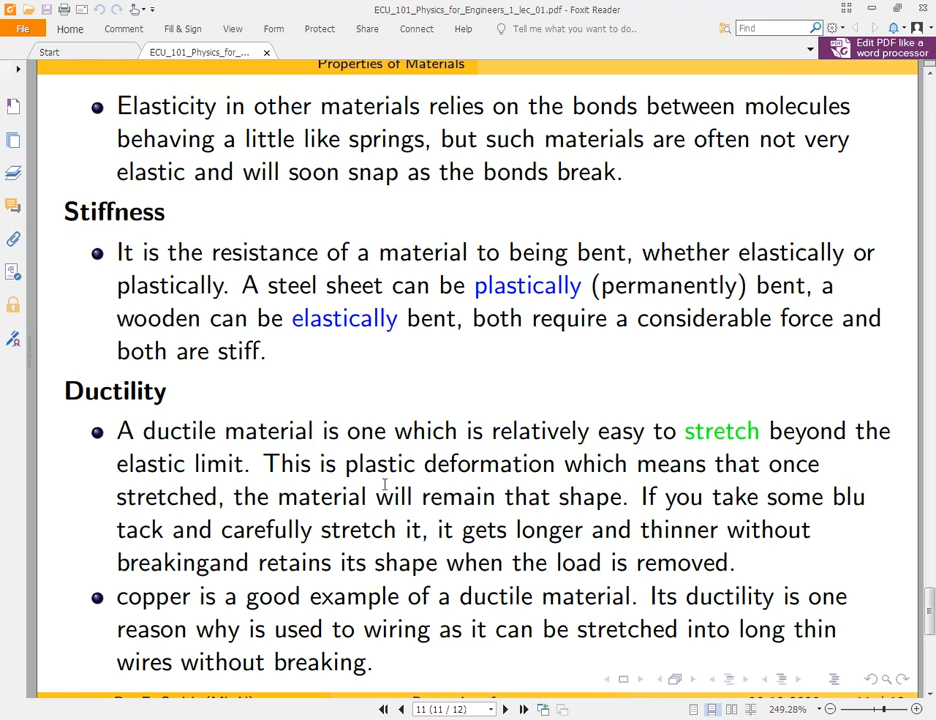 ECU_101_Physics_for_Engineers_1_lec_01.pdf - Foxit Reader
File Home Comment Fill & Sign View Form Protect Share Connect Help Tell me what you want to do.. Find
Start ECU_101_Physics_for_... Edit PDF like a
word processor
Properties of Materials
Elasticity in other materials relies on the bonds between molecules
behaving a little like springs, but such materials are often not very
elastic and will soon snap as the bonds break.
Stiffness
It is the resistance of a material to being bent, whether elastically or
plastically. A steel sheet can be plastically (permanently) bent, a
wooden can be elastically bent, both require a considerable force and
both are stiff.
Ductility
A ductile material is one which is relatively easy to stretch beyond the
elastic limit. This is plastic deformation which means that once
stretched, the material will remain that shape. If you take some blu
tack and carefully stretch it, it gets longer and thinner without
breakingand retains its shape when the load is removed.
copper is a good example of a ductile material. Its ductility is one
reason why is used to wiring as it can be stretched into long thin
wires without breaking.
11 (11 / 12) 249.28%